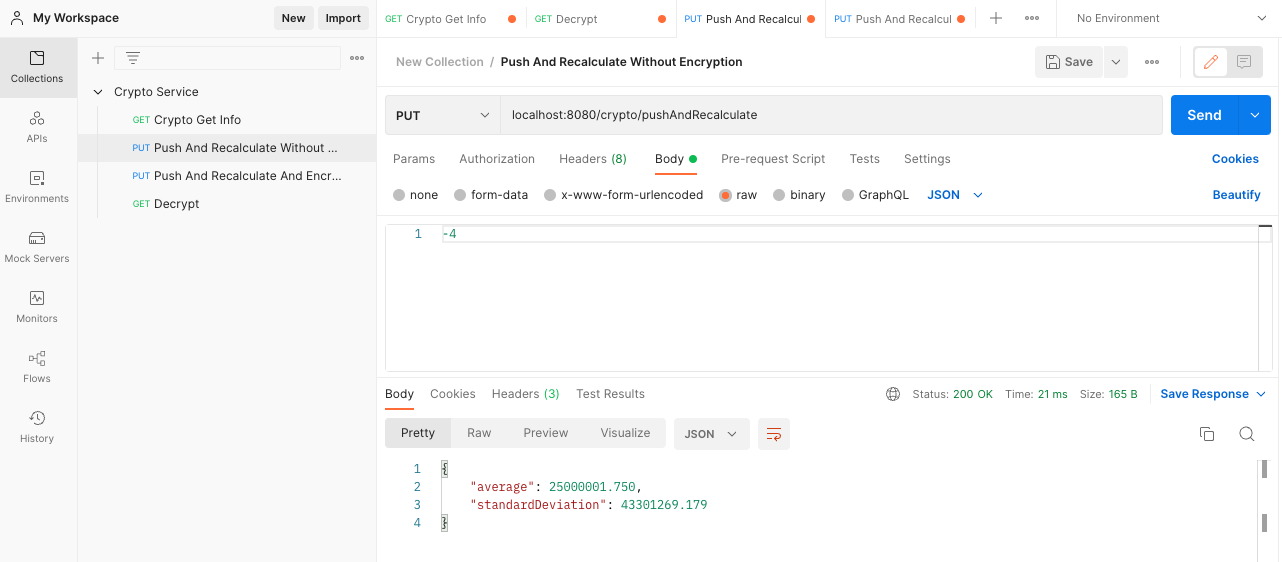 My Workspace
New
Import
GET Crypto Get Info
GET Decrypt
PUT Push And Recalcul
PUT Push And Recalcul
No Environment
Collections
APIs
Environments
Mock Servers
Monitors
Flows
History
Crypto Service
GET Crypto Get Info
PUT Push And Recalculate Without ...
PUT Push And Recalculate And Encr...
GET Decrypt
New Collection / Push And Recalculate Without Encryption
Save
PUT
localhost:8080/crypto/pushAndRecalculate
Send
Params
Authorization
Headers (8)
Body
Pre-request Script
Tests
Settings
Cookies
none
form-data
x-www-form-urlencoded
raw
binary
GraphQL
JSON
Beautify
1 -4
Body
Cookies
Headers (3)
Test Results
Status: 200 OK
Time: 21 ms
Size: 165 B
Save Response
Pretty
Raw
Preview
Visualize
JSON
1 {
2 "average": 25000001.750,
3 "standardDeviation": 43301269.179
4 }